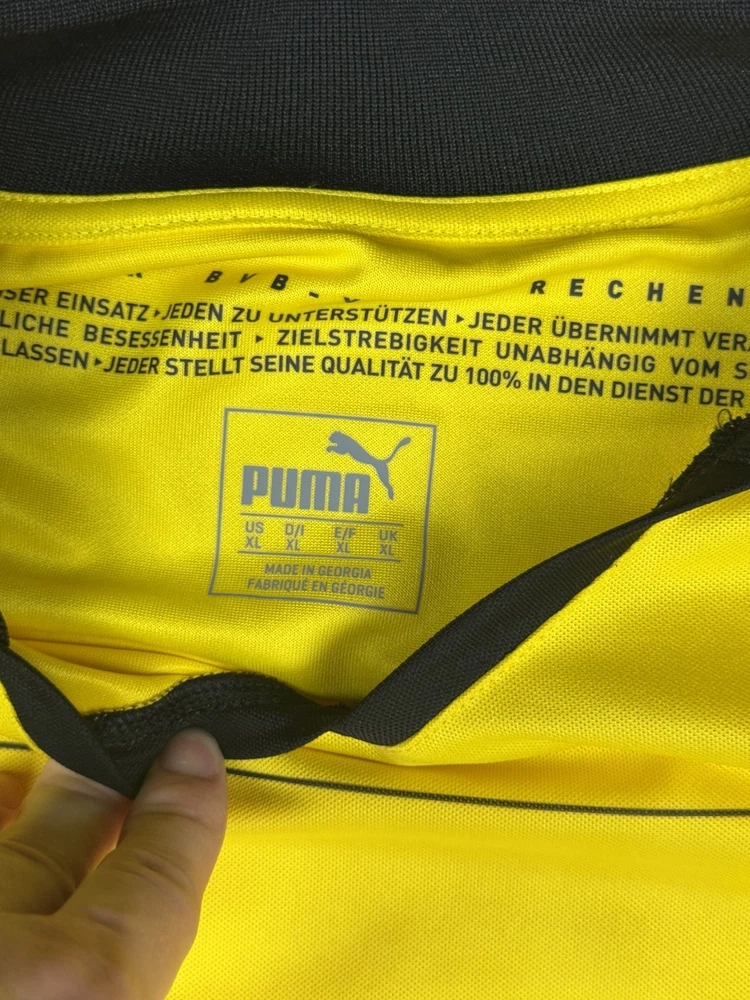 BVB - V RECHEN
SER EINSATZ ▸ JEDEN ZU UNTERSTÜTZEN ▸ JEDER ÜBERNIMMT VER
LICHE BESESSENHEIT ▸ ZIELSTREBIGKEIT UNABHÄNGIG VOM S
LASSEN ▸ JEDER STELLT SEINE QUALITÄT ZU 100% IN DEN DIENST DER
PUMA
US D/I E/F UK
XL XL XL XL
MADE IN GEORGIA
FABRIQUÉ EN GÉORGIE